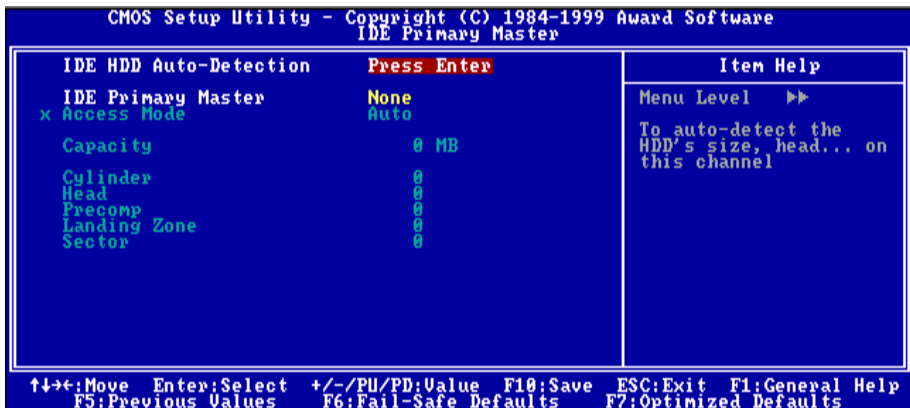 CMOS Setup Utility - Copyright (C) 1984-1999 Award Software
IDE Primary Master
IDE HDD Auto-Detection Press Enter
IDE Primary Master None
x Access Mode Auto
Capacity 0 MB
Cylinder 0
Head 0
Precomp 0
Landing Zone 0
Sector 0
Item Help
Menu Level ▶▶
To auto-detect the
HDD's size, head... on
this channel
↑↓→←:Move Enter:Select +/-/PU/PD:Value F10:Save ESC:Exit F1:General Help
F5:Previous Values F6:Fail-Safe Defaults F7:Optimized Defaults